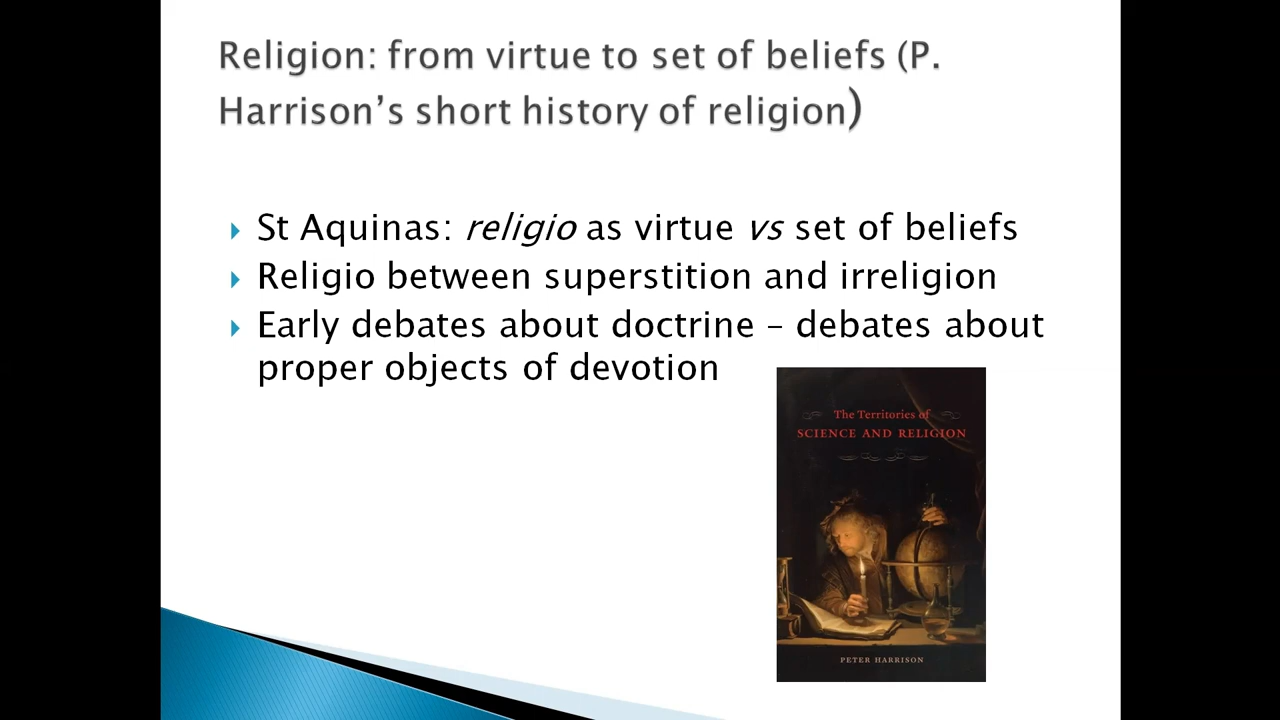 Religion: from virtue to set of beliefs (P.
Harrison’s short history of religion)
St Aquinas: religio as virtue vs set of beliefs
Religio between superstition and irreligion
Early debates about doctrine – debates about
proper objects of devotion
The Territories of
SCIENCE AND RELIGION
PETER HARRISON